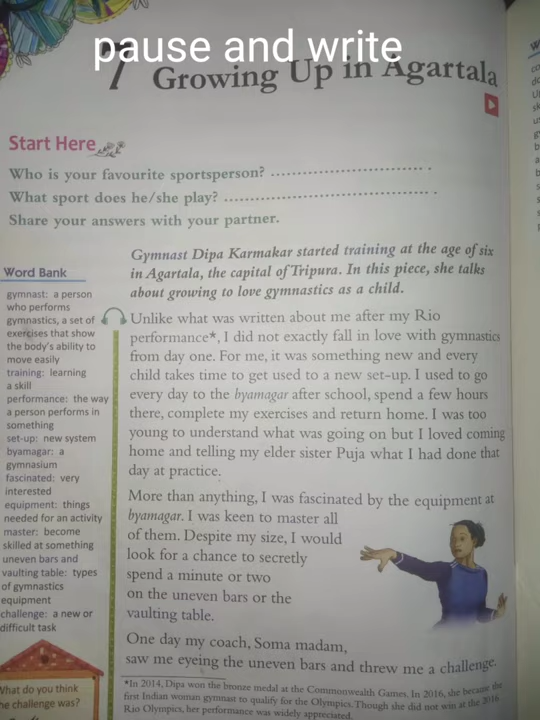 pause and write
7 Growing Up in Agartala
Start Here
Who is your favourite sportsperson? ........................................
What sport does he/she play? ........................................
Share your answers with your partner.
Gymnast Dipa Karmakar started training at the age of six
in Agartala, the capital of Tripura. In this piece, she talks
about growing to love gymnastics as a child.
Word Bank
gymnast: a person
who performs
gymnastics, a set of
exercises that show
the body's ability to
move easily
training: learning
a skill
performance: the way
a person performs in
something
set-up: new system
byamagar: a
gymnasium
fascinated: very
interested
equipment: things
needed for an activity
master: become
skilled at something
uneven bars and
vaulting table: types
of gymnastics
equipment
challenge: a new or
difficult task
Unlike what was written about me after my Rio
performance*, I did not exactly fall in love with gymnastics
from day one. For me, it was something new and every
child takes time to get used to a new set-up. I used to go
every day to the byamagar after school, spend a few hours
there, complete my exercises and return home. I was too
young to understand what was going on but I loved coming
home and telling my elder sister Puja what I had done that
day at practice.
More than anything, I was fascinated by the equipment at
byamagar. I was keen to master all
of them. Despite my size, I would
look for a chance to secretly
spend a minute or two
on the uneven bars or the
vaulting table.
One day my coach, Soma madam,
saw me eyeing the uneven bars and threw me a challenge.
What do you think
he challenge was?
*In 2014, Dipa won the bronze medal at the Commonwealth Games. In 2016, she became the
first Indian woman gymnast to qualify for the Olympics. Though she did not win at the 2016
Rio Olympics, her performance was widely appreciated.